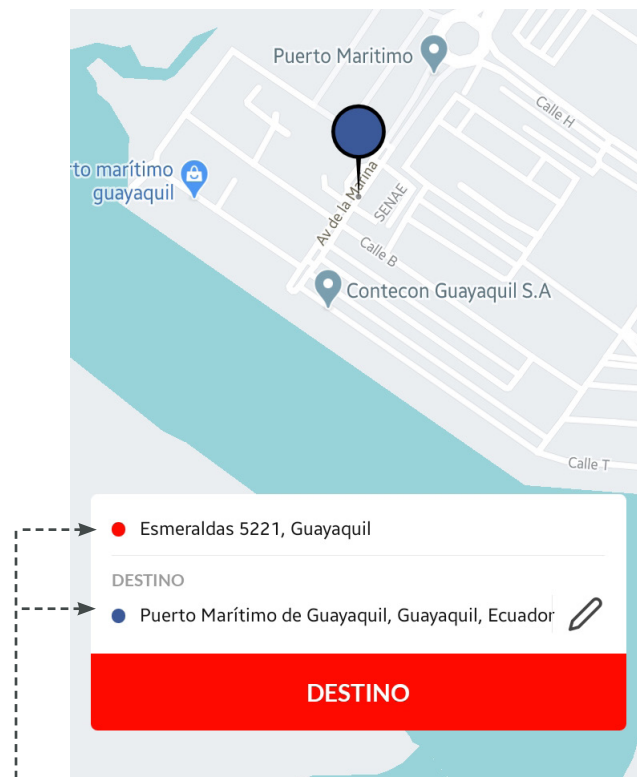 Puerto Maritimo
Calle H
to marítimo
guayaquil
Av de la Marina
SENAE
Calle B
Contecon Guayaquil S.A
Calle T
Esmeraldas 5221, Guayaquil
DESTINO
Puerto Marítimo de Guayaquil, Guayaquil, Ecuador
DESTINO